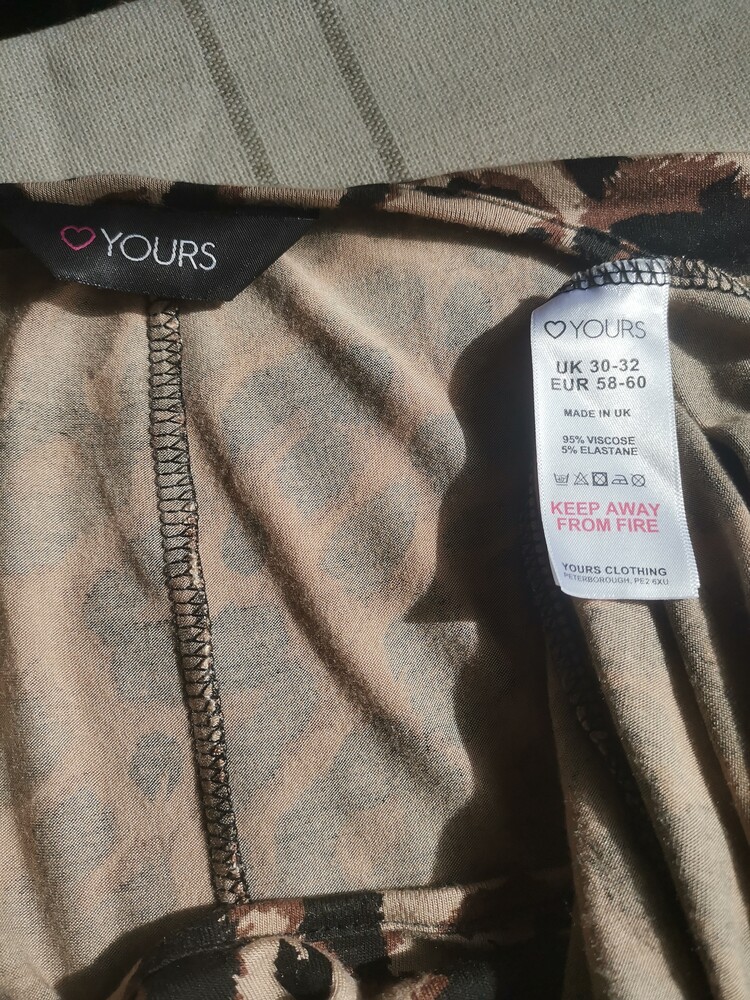 YOURS
YOURS
UK 30-32
EUR 58-60
MADE IN UK
95% VISCOSE
5% ELASTANE
KEEP AWAY
FROM FIRE
YOURS CLOTHING
PETERBOROUGH, PE2 6XU